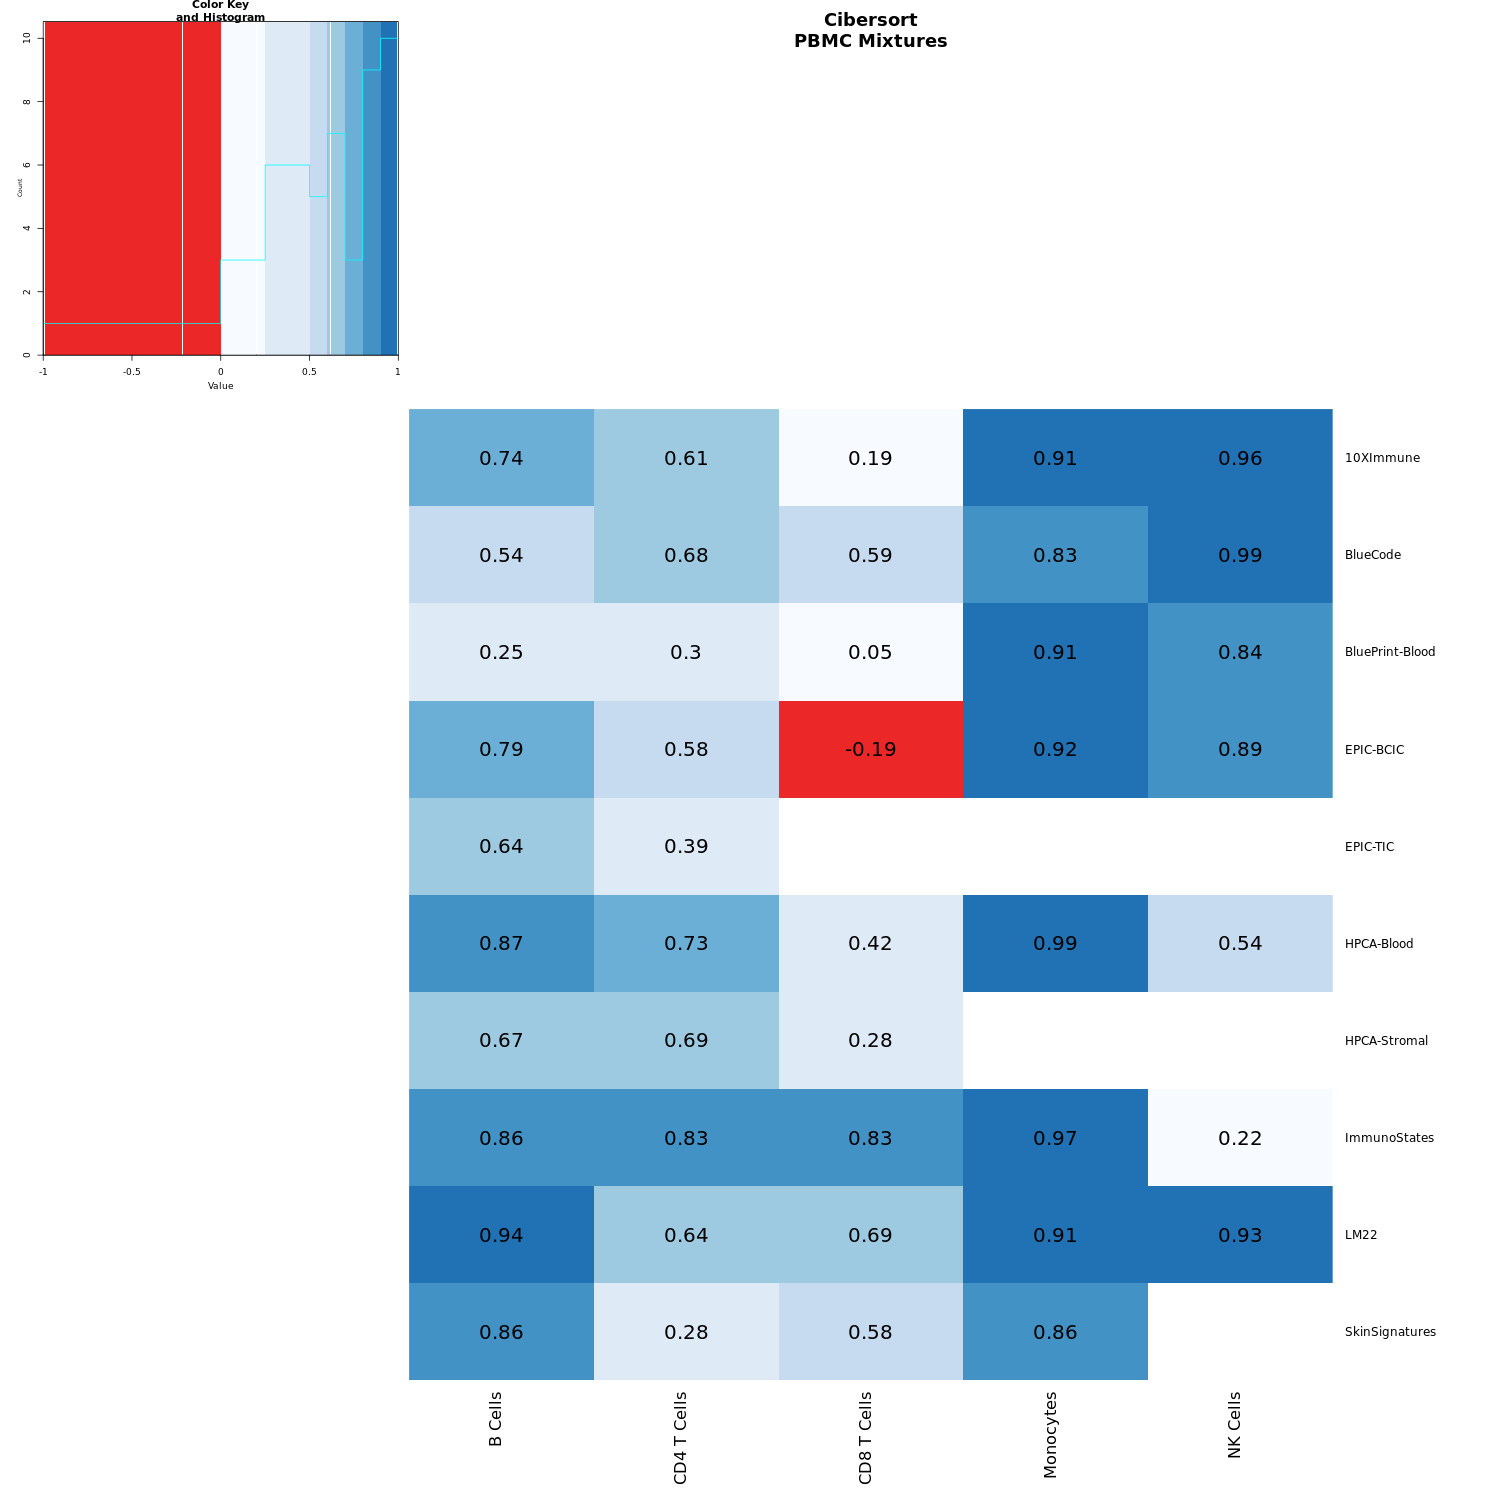 Color Key
and Histogram
Cibersort
PBMC Mixtures
10
8
6
4
2
0
Count
-1 -0.5 0 0.5 1
Value
0.74 0.61 0.19 0.91 0.96 10XImmune
0.54 0.68 0.59 0.83 0.99 BlueCode
0.25 0.3 0.05 0.91 0.84 BluePrint-Blood
0.79 0.58 -0.19 0.92 0.89 EPIC-BCIC
0.64 0.39 EPIC-TIC
0.87 0.73 0.42 0.99 0.54 HPCA-Blood
0.67 0.69 0.28 HPCA-Stromal
0.86 0.83 0.83 0.97 0.22 ImmunoStates
0.94 0.64 0.69 0.91 0.93 LM22
0.86 0.28 0.58 0.86 SkinSignatures
B Cells
CD4 T Cells
CD8 T Cells
Monocytes
NK Cells